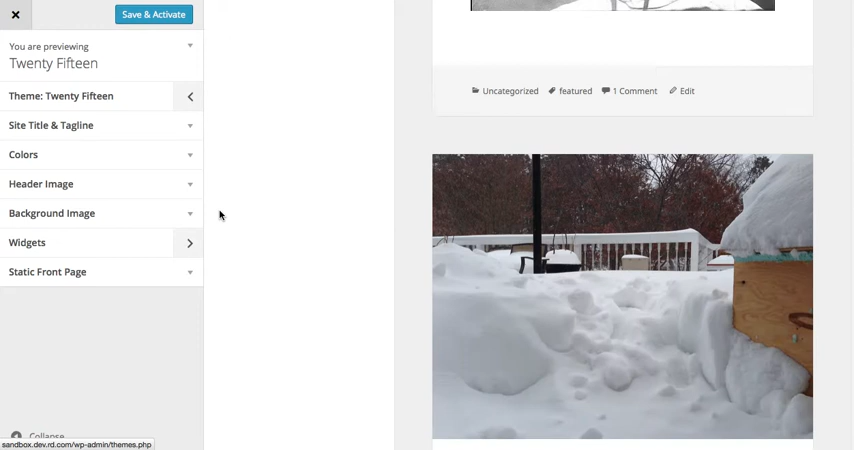 Save & Activate
You are previewing
Twenty Fifteen
Theme: Twenty Fifteen
Site Title & Tagline
Colors
Header Image
Background Image
Widgets
Static Front Page
Collapse
sandbox.dev.rd.com/wp-admin/themes.php
Uncategorized featured 1 Comment Edit